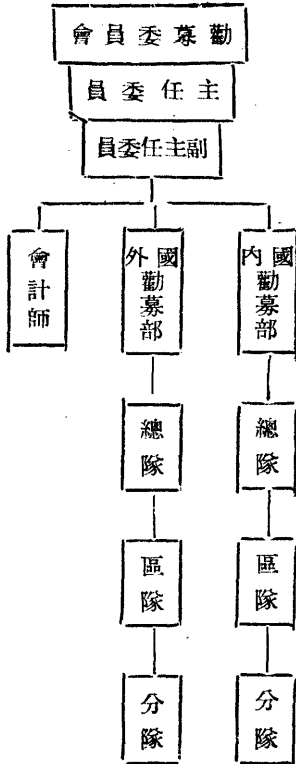 勸募委員會
主任委員
副主任委員
國內勸募部
總隊
區隊
分隊
國外勸募部
總隊
區隊
分隊
會計師